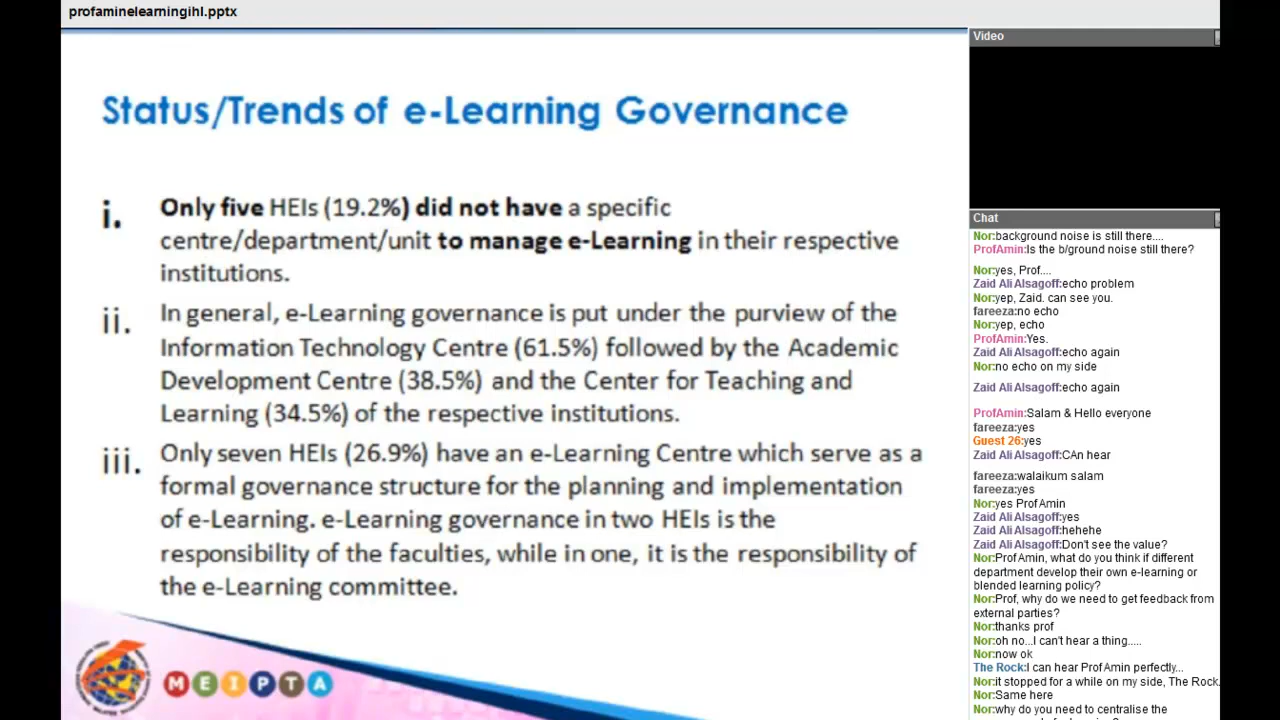 profaminelearningihl.pptx
Status/Trends of e-Learning Governance
i. Only five HEIs (19.2%) did not have a specific
centre/department/unit to manage e-Learning in their respective
institutions.
ii. In general, e-Learning governance is put under the purview of the
Information Technology Centre (61.5%) followed by the Academic
Development Centre (38.5%) and the Center for Teaching and
Learning (34.5%) of the respective institutions.
iii. Only seven HEIs (26.9%) have an e-Learning Centre which serve as a
formal governance structure for the planning and implementation
of e-Learning. e-Learning governance in two HEIs is the
responsibility of the faculties, while in one, it is the responsibility of
the e-Learning committee.
MEIPTA
Video
Chat
Nor:background noise is still there....
ProfAmin:Is the b/ground noise still there?
Nor:yes, Prof....
Zaid Ali Alsagoff:echo problem
Nor:yep, Zaid. can see you.
fareeza:no echo
Nor:yep, echo
ProfAmin:Yes.
Zaid Ali Alsagoff:echo again
Nor:no echo on my side
Zaid Ali Alsagoff:echo again
ProfAmin:Salam & Hello everyone
fareeza:yes
Guest 26:yes
Zaid Ali Alsagoff:CAn hear
fareeza:walaikum salam
fareeza:yes
Nor:yes ProfAmin
Zaid Ali Alsagoff:yes
Zaid Ali Alsagoff:hehehe
Zaid Ali Alsagoff:Don't see the value?
Nor:ProfAmin, what do you think if different
department develop their own e-learning or
blended learning policy?
Nor:Prof, why do we need to get feedback from
external parties?
Nor:thanks prof
Nor:oh no...I can't hear a thing.....
Nor:now ok
The Rock:I can hear ProfAmin perfectly...
Nor:it stopped for a while on my side, The Rock.
Nor:Same here
Nor:why do you need to centralise the